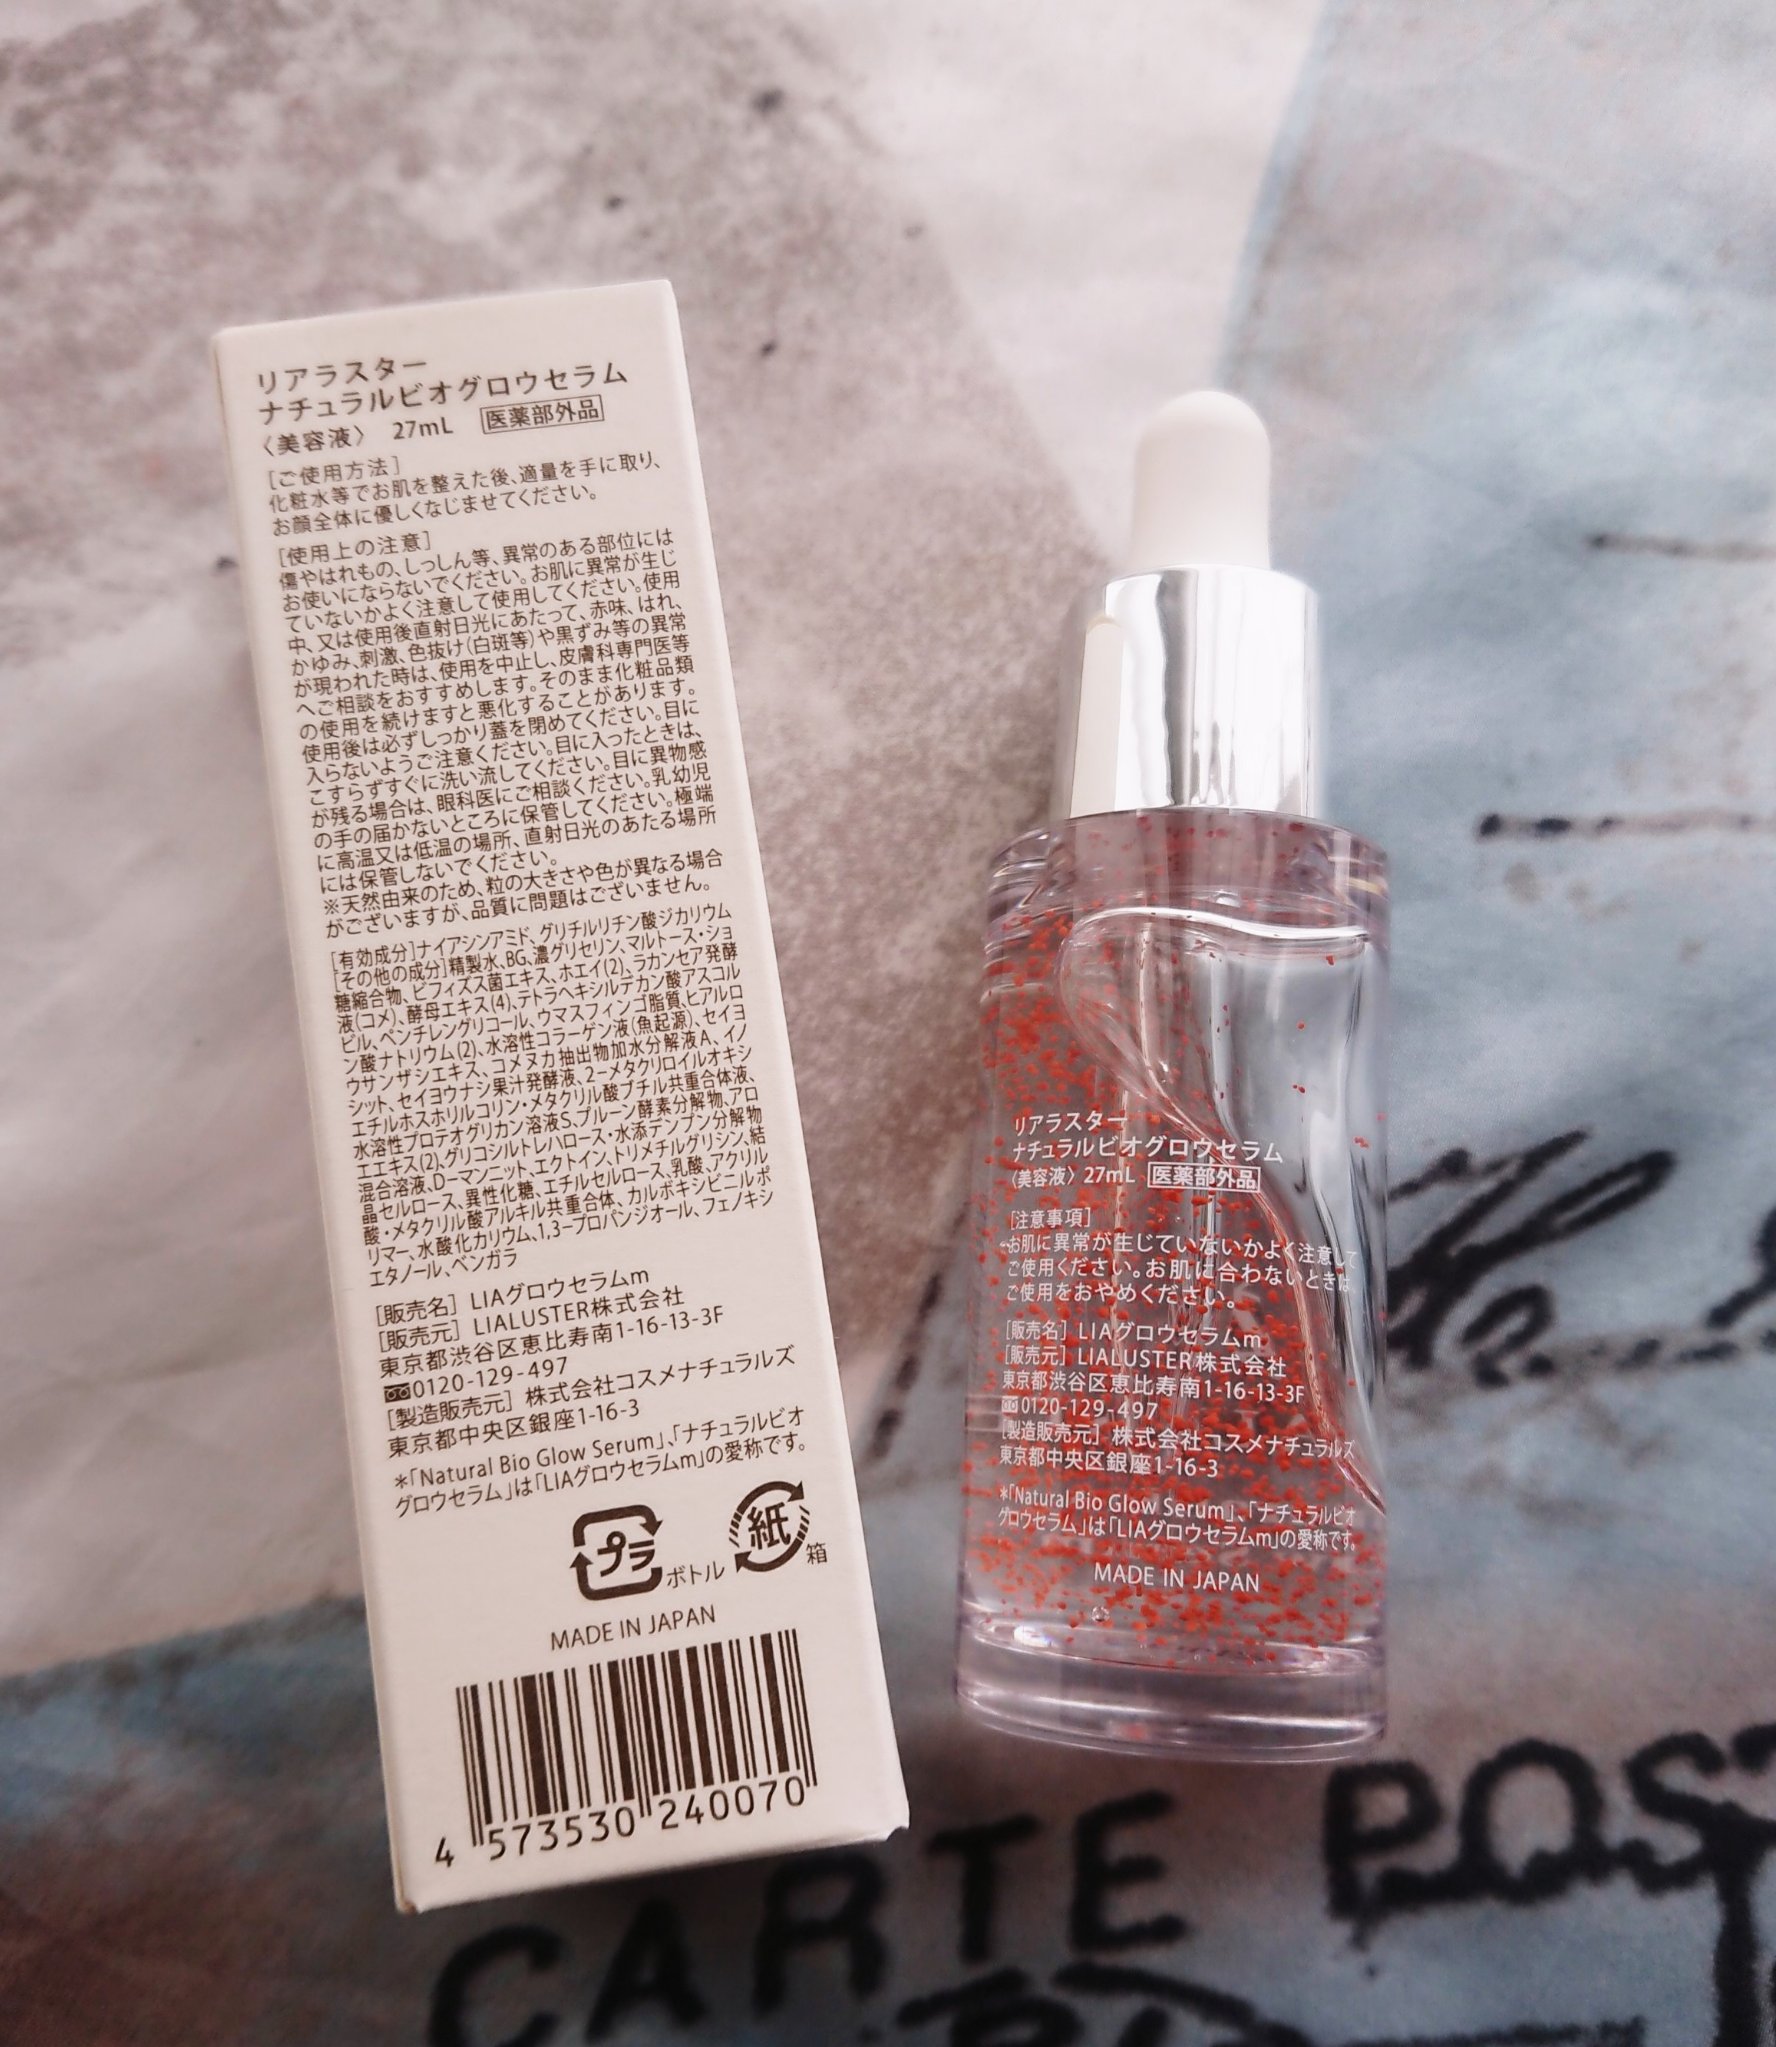 リアラスター
ナチュラルビオグロウセラム
〈美容液〉 27mL 医薬部外品
[ご使用方法]
化粧水等でお肌を整えた後、適量を手に取り、
お顔全体に優しくなじませてください。
[使用上の注意]
傷やはれもの、しっしん等、異常のある部位には
お使いにならないでください。お肌に異常が生じ
ていないかよく注意して使用してください。使用
中、又は使用後直射日光にあたって、赤味、はれ、
かゆみ、刺激、色抜け(白斑等)や黒ずみ等の異常
が現われた時は、使用を中止し、皮膚科専門医等
へご相談をおすすめします。そのまま化粧品類
の使用を続けますと悪化することがあります。
使用後は必ずしっかり蓋を閉めてください。目に
入らないようご注意ください。目に入ったときは、
こすらずすぐに洗い流してください。目に異物感
が残る場合は、眼科医にご相談ください。乳幼児
の手の届かないところに保管してください。極端
に高温又は低温の場所、直射日光のあたる場所
には保管しないでください。
※天然由来のため、粒の大きさや色が異なる場合
がございますが、品質に問題はございません。
[有効成分]ナイアシンアミド、グリチルリチン酸ジカリウム
[その他の成分]精製水、BG、濃グリセリン、マルトース・ショ
糖縮合物、ビフィズス菌エキス、ホエイ(2)、ラカンセア発酵
液(コメ)、酵母エキス(4)、テトラヘキシルデカン酸アスコル
ビル、ペンチレングリコール、ウマスフィンゴ脂質、ヒアルロ
ン酸ナトリウム(2)、水溶性コラーゲン液(魚起源)、セイヨ
ウサンザシエキス、コメヌカ抽出物加水分解液A、イノ
シット、セイヨウナシ果汁発酵液、2-メタクリロイルオキシ
エチルホスホリルコリン・メタクリル酸ブチル共重合体液、
水溶性プロテオグリカン溶液S、プルーン酵素分解物、アロ
エエキス(2)、グリコシルトレハロース・水添デンプン分解物
混合溶液、D-マンニット、エクトイン、トリメチルグリシン、結
晶セルロース、異性化糖、エチルセルロース、乳酸、アクリル
酸・メタクリル酸アルキル共重合体、カルボキシビニルポ
リマー、水酸化カリウム、1,3-プロパンジオール、フェノキシ
エタノール、ベンガラ
[販売名] LIAグロウセラムm
[販売元] LIALUSTER株式会社
東京都渋谷区恵比寿南1-16-13-3F
0120-129-497
[製造販売元] 株式会社コスメナチュラルズ
東京都中央区銀座1-16-3
*「Natural Bio Glow Serum」、「ナチュラルビオ
グロウセラム」は「LIAグロウセラムm」の愛称です。
プラ ボトル 紙 箱
MADE IN JAPAN
4 573530 240070
リアラスター
ナチュラルビオグロウセラム
〈美容液〉 27mL 医薬部外品
[注意事項]
お肌に異常が生じていないかよく注意して
ご使用ください。お肌に合わないときは
ご使用をおやめください。
[販売名] LIAグロウセラムm
[販売元] LIALUSTER株式会社
東京都渋谷区恵比寿南1-16-13-3F
0120-129-497
[製造販売元] 株式会社コスメナチュラルズ
東京都中央区銀座1-16-3
*「Natural Bio Glow Serum」、「ナチュラルビオ
グロウセラム」は「LIAグロウセラムm」の愛称です。
MADE IN JAPAN
CARTE POST